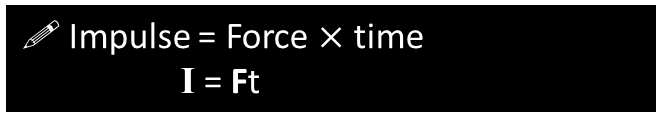 Impulse = Force × time
I = Ft